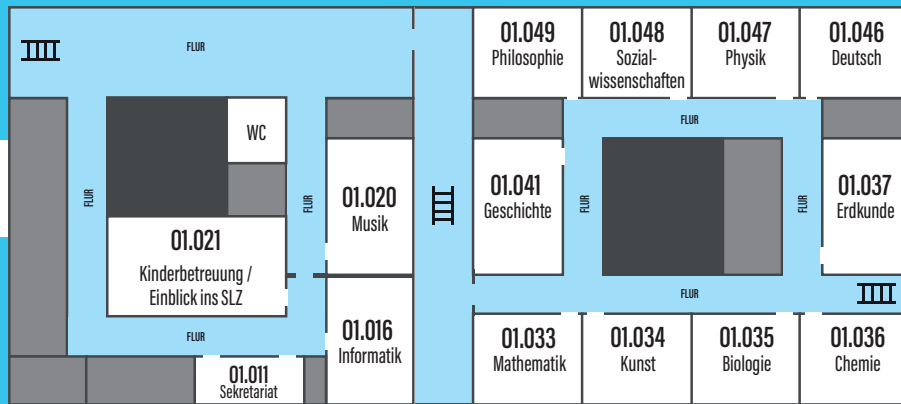 FLUR
01.049
Philosophie
01.048
Sozial-
wissenschaften
01.047
Physik
01.046
Deutsch
WC
FLUR
FLUR
FLUR
01.020
Musik
01.041
Geschichte
FLUR
FLUR
01.037
Erdkunde
01.021
Kinderbetreuung /
Einblick ins SLZ
FLUR
FLUR
01.016
Informatik
01.033
Mathematik
01.034
Kunst
01.035
Biologie
01.036
Chemie
01.011
Sekretariat